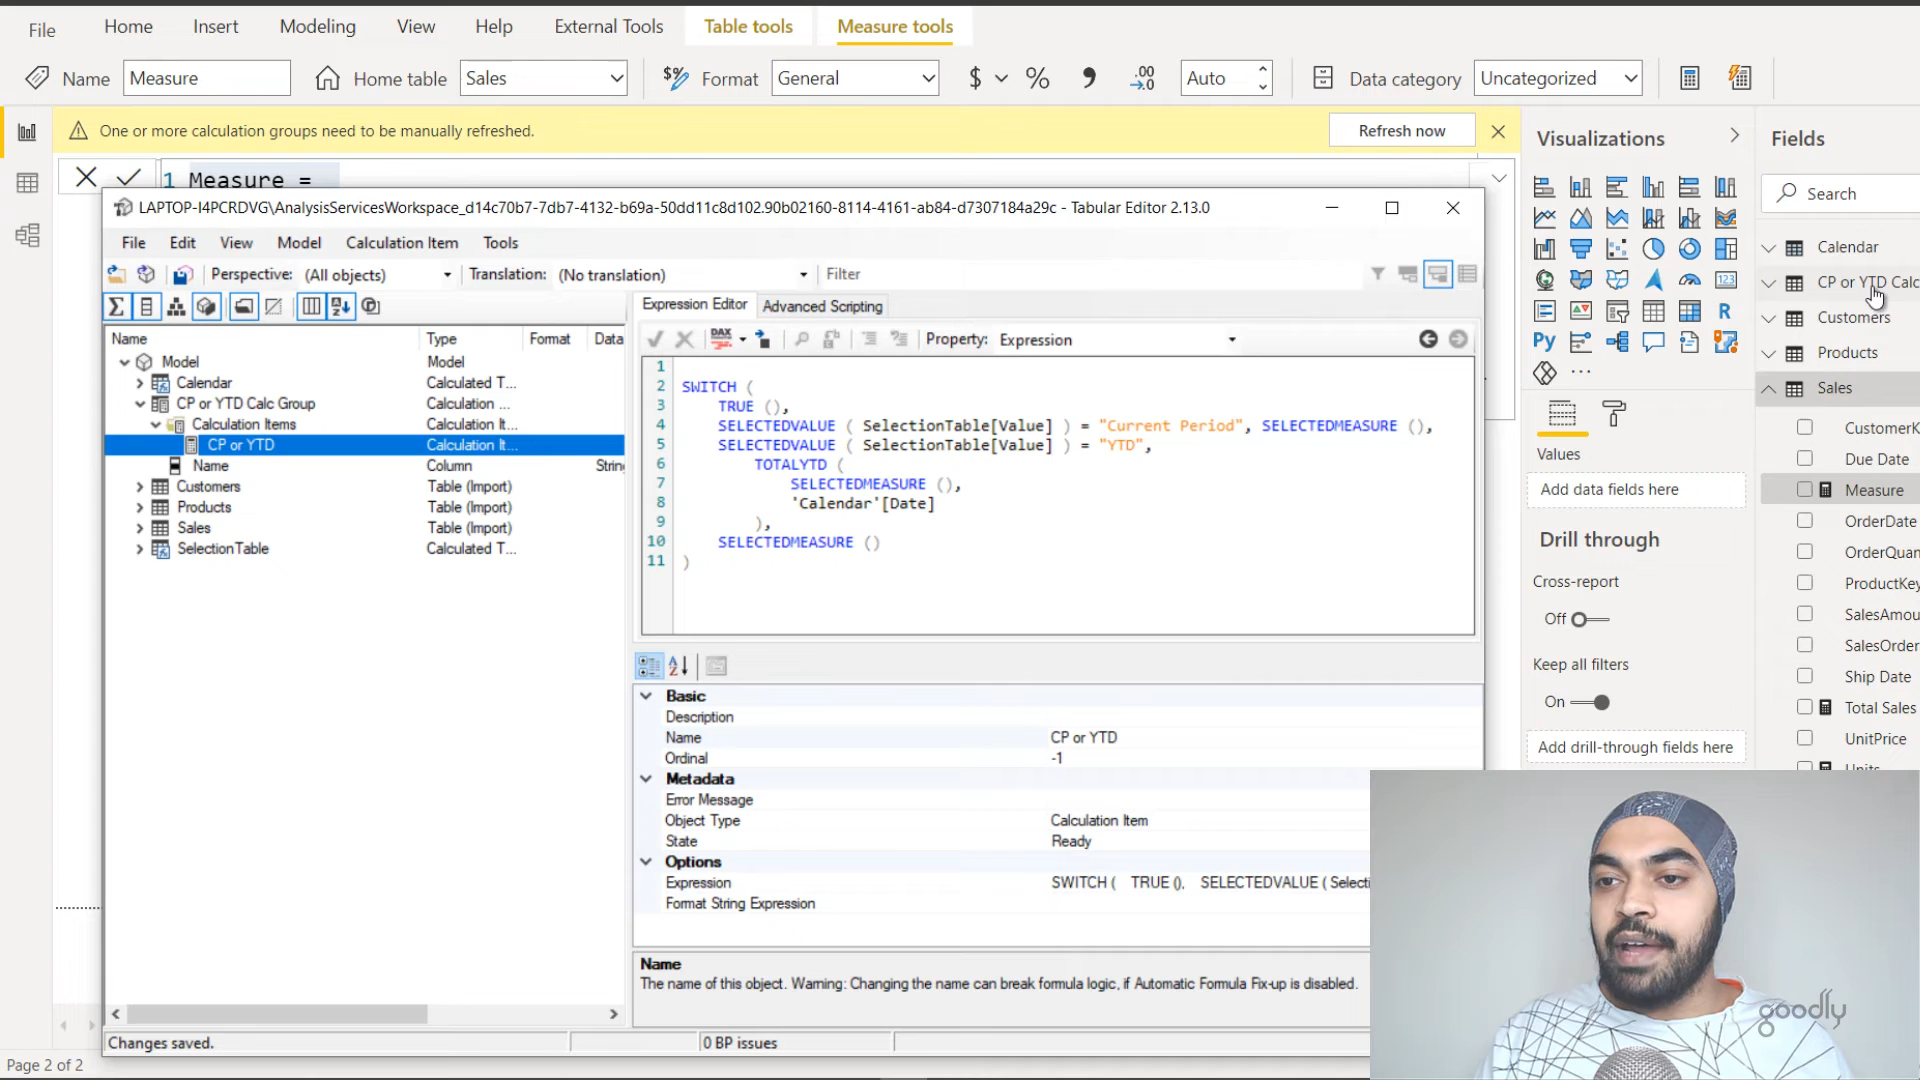 File Home Insert Modeling View Help External Tools Table tools Measure tools
Name Measure Home table Sales Format General $ % 9 .00 Auto Data category Uncategorized
One or more calculation groups need to be manually refreshed. Refresh now
1 Measure =
LAPTOP-I4PCRDVG\AnalysisServicesWorkspace_d14c70b7-7db7-4132-b69a-50dd11c8d102.90b02160-8114-4161-ab84-d7307184a29c - Tabular Editor 2.13.0
File Edit View Model Calculation Item Tools
Perspective: (All objects) Translation: (No translation) Filter
Expression Editor Advanced Scripting
Property: Expression
Name Type Format Data
Model Model
Calendar Calculated T...
CP or YTD Calc Group Calculation ...
Calculation Items Calculation It...
CP or YTD Calculation It...
Name Column Strin
Customers Table (Import)
Products Table (Import)
Sales Table (Import)
SelectionTable Calculated T...
1
2 SWITCH (
3 TRUE (),
4 SELECTEDVALUE ( SelectionTable[Value] ) = "Current Period", SELECTEDMEASURE (),
5 SELECTEDVALUE ( SelectionTable[Value] ) = "YTD",
6 TOTALYTD (
7 SELECTEDMEASURE (),
8 'Calendar'[Date]
9 ),
10 SELECTEDMEASURE ()
11 )
Basic
Description
Name CP or YTD
Ordinal -1
Metadata
Error Message
Object Type Calculation Item
State Ready
Options
Expression SWITCH ( TRUE (), SELECTEDVALUE ( Selecti
Format String Expression
Name
The name of this object. Warning: Changing the name can break formula logic, if Automatic Formula Fix-up is disabled.
Changes saved. 0 BP issues
Page 2 of 2
Visualizations
123
R
Py
Values
Add data fields here
Drill through
Cross-report
Off
Keep all filters
On
Add drill-through fields here
Fields
Search
Calendar
CP or YTD Calc
Customers
Products
Sales
CustomerK
Due Date
Measure
OrderDate
OrderQuan
ProductKey
SalesAmou
SalesOrder
Ship Date
Total Sales
UnitPrice
Units
goodly